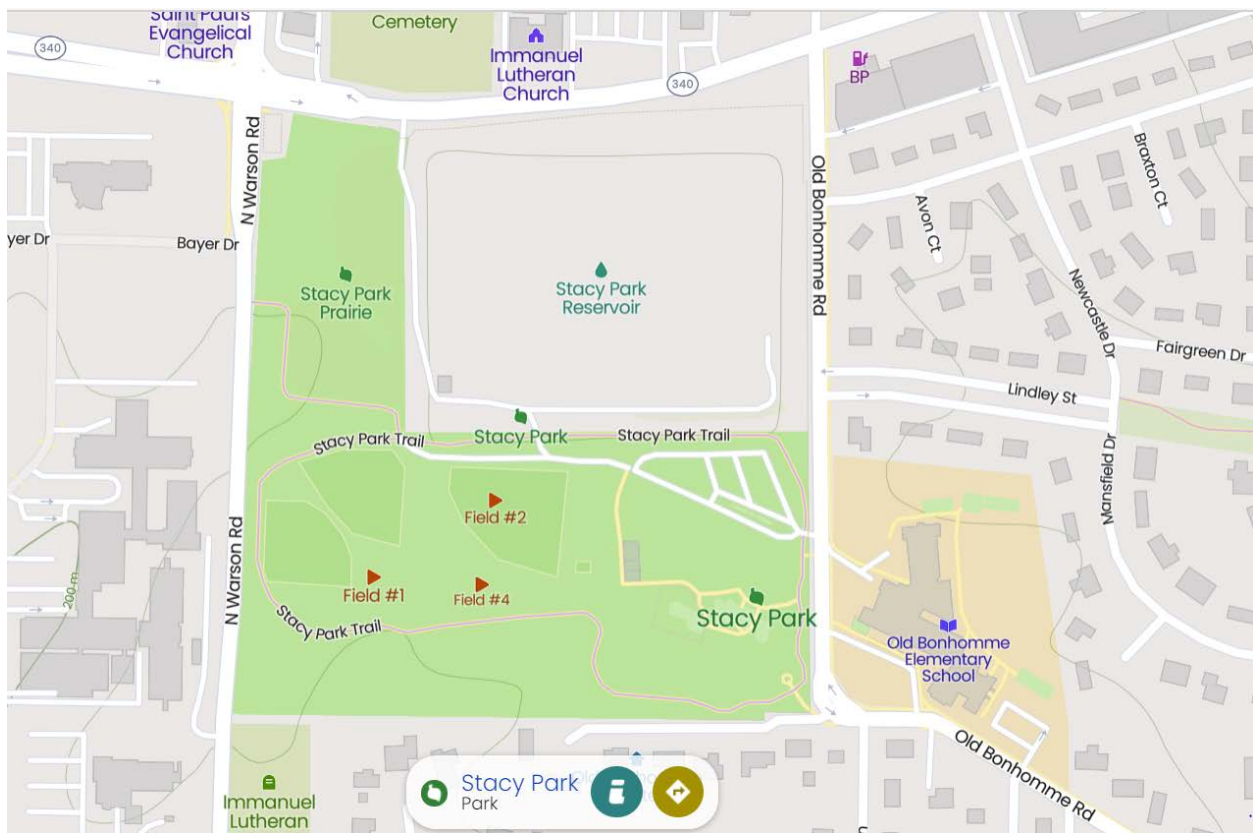 340
Saint Paul's
Evangelical
Church
Cemetery
Immanuel
Lutheran
Church
340
BP
N Warson Rd
Old Bonhomme Rd
Braxton Ct
Avon Ct
yer Dr
Bayer Dr
Stacy Park
Prairie
Stacy Park
Reservoir
Newcastle Dr
Fairgreen Dr
Lindley St
Stacy Park Trail
Stacy Park
Stacy Park Trail
Mansfield Dr
Field #2
N Warson Rd
200 m
Field #1
Field #4
Stacy Park Trail
Stacy Park
Old Bonhomme
Elementary
School
Old Bonhomme Rd
Stacy Park
Park
Immanuel
Lutheran